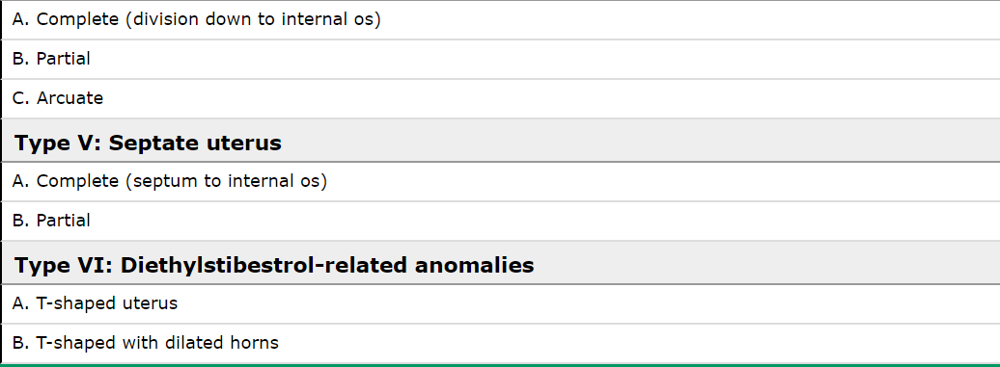 A. Complete (division down to internal os)
B. Partial
C. Arcuate
Type V: Septate uterus
A. Complete (septum to internal os)
B. Partial
Type VI: Diethylstibestrol-related anomalies
A. T-shaped uterus
B. T-shaped with dilated horns